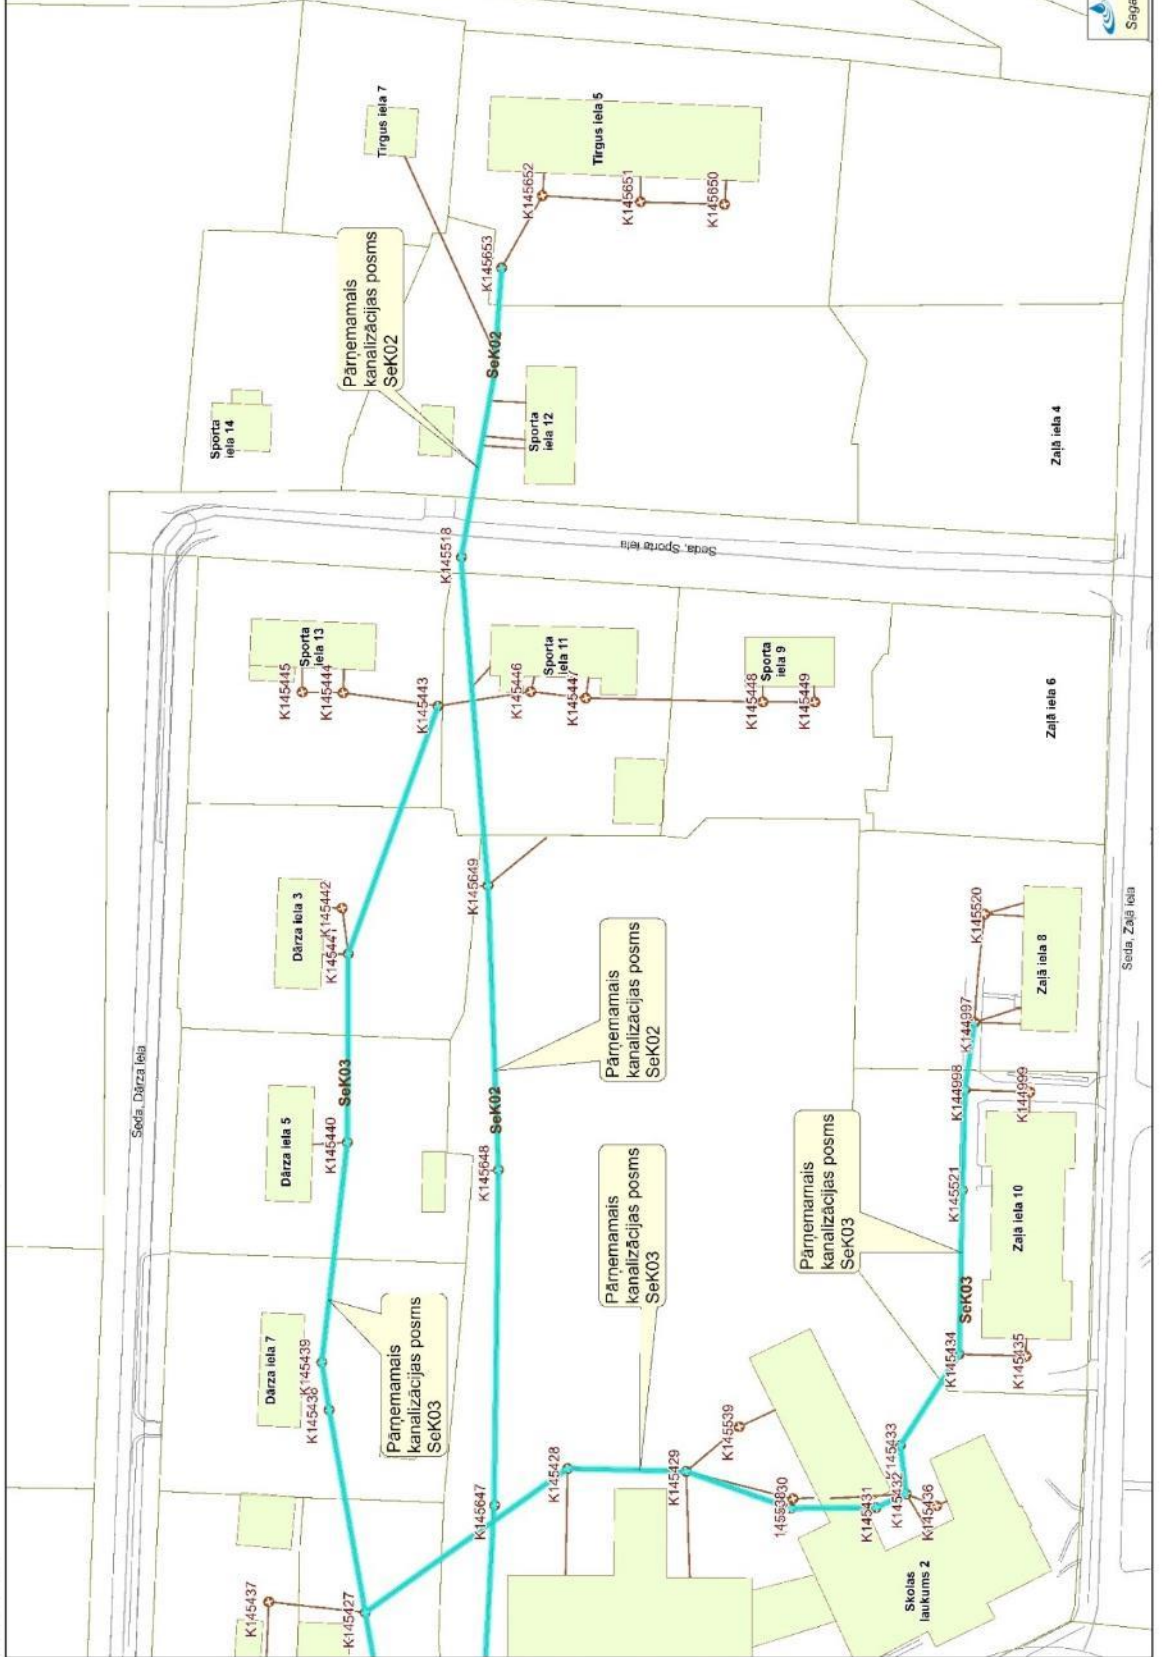 Saga
Tirgus iela 7
Tirgus iela 5
K145652
K145651
K145650
K145653
Pārņemamais
kanalizācijas posms
SeK02
SeK02
Sporta
iela 14
Sporta
iela 12
Zaļā iela 4
K145518
Seda, Sporta iela
Sporta
iela 13
K145445
K145444
K145443
Sporta
iela 11
K145446
K145447
Sporta
iela 9
K145448
K145449
Zaļā iela 6
K145649
Dārza iela 3
K145442
K145441
SeK03
Dārza iela 5
K145440
Seda, Dārza iela
Pārņemamais
kanalizācijas posms
SeK02
SeK02
K145648
K145520
Zaļā iela 8
K144997
K144998
K144999
Seda, Zaļā iela
Pārņemamais
kanalizācijas posms
SeK03
Pārņemamais
kanalizācijas posms
SeK03
K145521
Zaļā iela 10
SeK03
K145434
K145435
Dārza iela 7
K145439
K145438
Pārņemamais
kanalizācijas posms
SeK03
K145428
K145429
K145539
K145433
K145432
K145431
K145436
K145647
Skolas
laukums 2
K145437
K145427